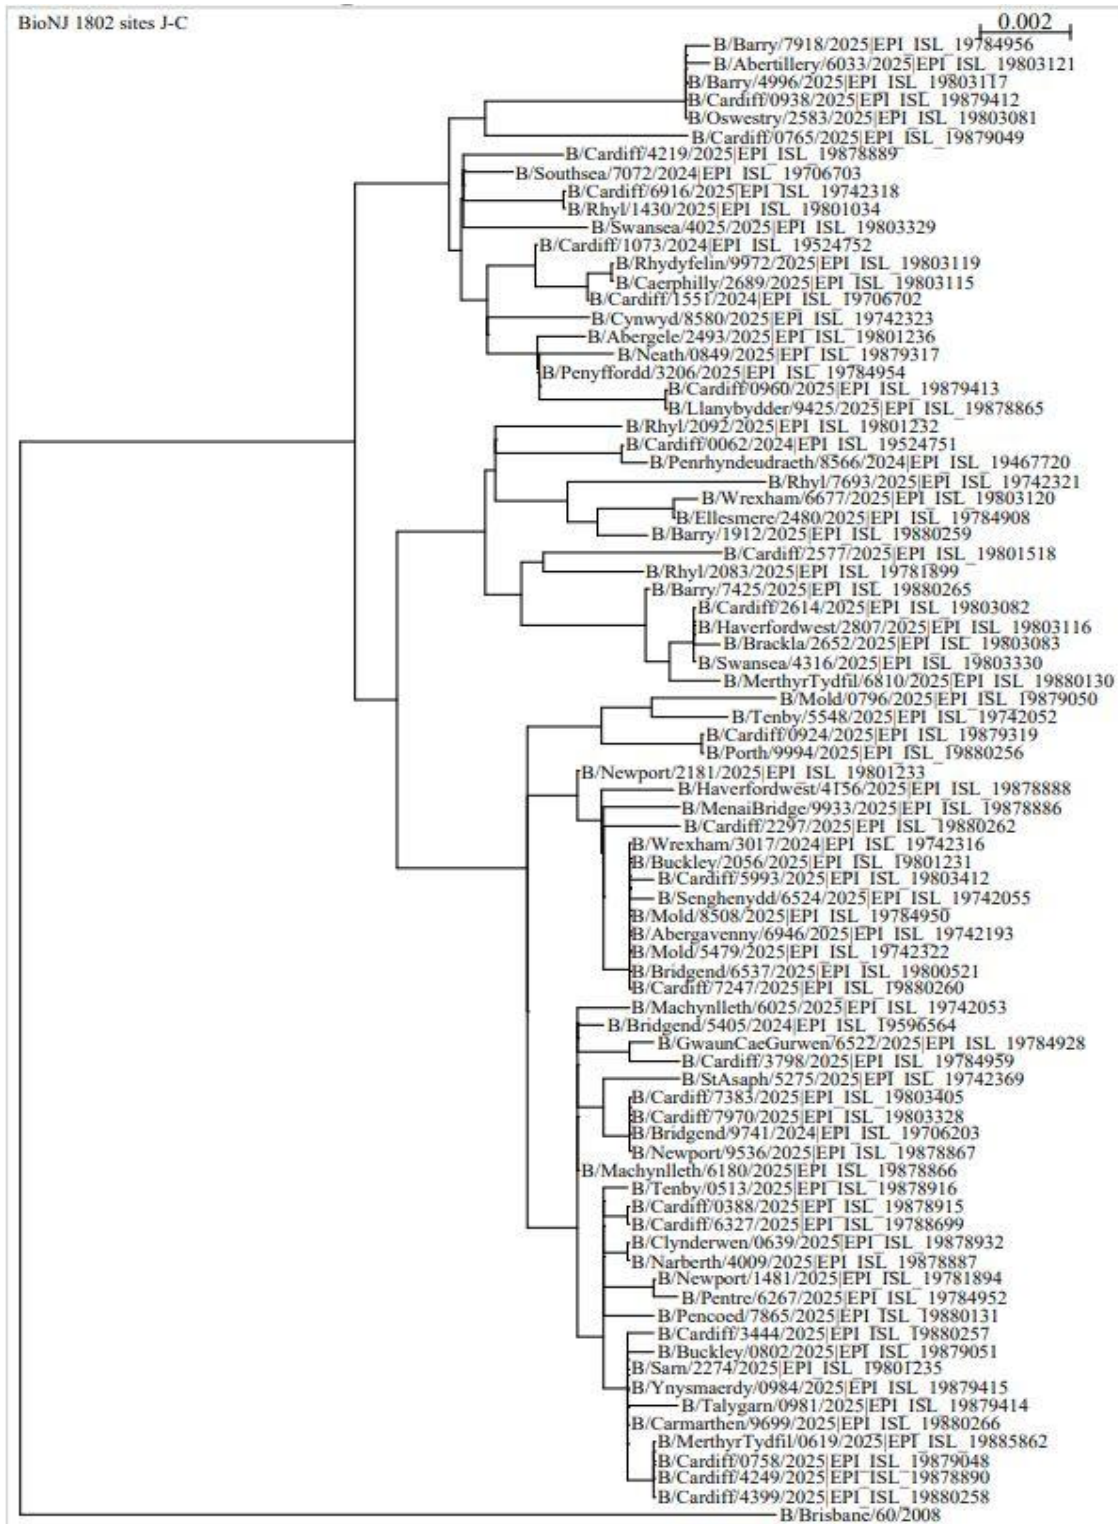 BioNJ 1802 sites J-C
0.002
B/Barry/7918/2025|EPI_ISL_19784956
B/Abertillery/6033/2025|EPI_ISL_19803121
B/Barry/4996/2025|EPI_ISL_19803117
B/Cardiff/0938/2025|EPI_ISL_19879412
B/Oswestry/2583/2025|EPI_ISL_19803081
B/Cardiff/0765/2025|EPI_ISL_19879049
B/Cardiff/4219/2025|EPI_ISL_19878889
B/Southsea/7072/2024|EPI_ISL_19706703
B/Cardiff/6916/2025|EPI_ISL_19742318
B/Rhyl/1430/2025|EPI_ISL_19801034
B/Swansea/4025/2025|EPI_ISL_19803329
B/Cardiff/1073/2024|EPI_ISL_19524752
B/Rhydyfelin/9972/2025|EPI_ISL_19803119
B/Caerphilly/2689/2025|EPI_ISL_19803115
B/Cardiff/1551/2024|EPI_ISL_19706702
B/Cynwyd/8580/2025|EPI_ISL_19742323
B/Abergele/2493/2025|EPI_ISL_19801236
B/Neath/0849/2025|EPI_ISL_19879317
B/Penyffordd/3206/2025|EPI_ISL_19784954
B/Cardiff/0960/2025|EPI_ISL_19879413
B/Llanybydder/9425/2025|EPI_ISL_19878865
B/Rhyl/2092/2025|EPI_ISL_19801232
B/Cardiff/0062/2024|EPI_ISL_19524751
B/Penrhyndeudraeth/8566/2024|EPI_ISL_19467720
B/Rhyl/7693/2025|EPI_ISL_19742321
B/Wrexham/6677/2025|EPI_ISL_19803120
B/Ellesmere/2480/2025|EPI_ISL_19784908
B/Barry/1912/2025|EPI_ISL_19880259
B/Cardiff/2577/2025|EPI_ISL_19801518
B/Rhyl/2083/2025|EPI_ISL_19781899
B/Barry/7425/2025|EPI_ISL_19880265
B/Cardiff/2614/2025|EPI_ISL_19803082
B/Haverfordwest/2807/2025|EPI_ISL_19803116
B/Brackla/2652/2025|EPI_ISL_19803083
B/Swansea/4316/2025|EPI_ISL_19803330
B/MerthyrTydfil/6810/2025|EPI_ISL_19880130
B/Mold/0796/2025|EPI_ISL_19879050
B/Tenby/5548/2025|EPI_ISL_19742052
B/Cardiff/0924/2025|EPI_ISL_19879319
B/Porth/9994/2025|EPI_ISL_19880256
B/Newport/2181/2025|EPI_ISL_19801233
B/Haverfordwest/4156/2025|EPI_ISL_19878888
B/MenaiBridge/9933/2025|EPI_ISL_19878886
B/Cardiff/2297/2025|EPI_ISL_19880262
B/Wrexham/3017/2024|EPI_ISL_19742316
B/Buckley/2056/2025|EPI_ISL_19801231
B/Cardiff/5993/2025|EPI_ISL_19803412
B/Senghenydd/6524/2025|EPI_ISL_19742055
B/Mold/8508/2025|EPI_ISL_19784950
B/Abergavenny/6946/2025|EPI_ISL_19742193
B/Mold/5479/2025|EPI_ISL_19742322
B/Bridgend/6537/2025|EPI_ISL_19800521
B/Cardiff/7247/2025|EPI_ISL_19880260
B/Machynlleth/6025/2025|EPI_ISL_19742053
B/Bridgend/5405/2024|EPI_ISL_19596564
B/GwaunCaeGurwen/6522/2025|EPI_ISL_19784928
B/Cardiff/3798/2025|EPI_ISL_19784959
B/StAsaph/5275/2025|EPI_ISL_19742369
B/Cardiff/7383/2025|EPI_ISL_19803405
B/Cardiff/7970/2025|EPI_ISL_19803328
B/Bridgend/9741/2024|EPI_ISL_19706203
B/Newport/9536/2025|EPI_ISL_19878867
B/Machynlleth/6180/2025|EPI_ISL_19878866
B/Tenby/0513/2025|EPI_ISL_19878916
B/Cardiff/0388/2025|EPI_ISL_19878915
B/Cardiff/6327/2025|EPI_ISL_19788699
B/Clynderwen/0639/2025|EPI_ISL_19878932
B/Narberth/4009/2025|EPI_ISL_19878887
B/Newport/1481/2025|EPI_ISL_19781894
B/Pentre/6267/2025|EPI_ISL_19784952
B/Pencoed/7865/2025|EPI_ISL_19880131
B/Cardiff/3444/2025|EPI_ISL_19880257
B/Buckley/0802/2025|EPI_ISL_19879051
B/Sarn/2274/2025|EPI_ISL_19801235
B/Ynysmaerdy/0984/2025|EPI_ISL_19879415
B/Talygarn/0981/2025|EPI_ISL_19879414
B/Carmarthen/9699/2025|EPI_ISL_19880266
B/MerthyrTydfil/0619/2025|EPI_ISL_19885862
B/Cardiff/0758/2025|EPI_ISL_19879048
B/Cardiff/4249/2025|EPI_ISL_19878890
B/Cardiff/4399/2025|EPI_ISL_19880258
B/Brisbane/60/2008